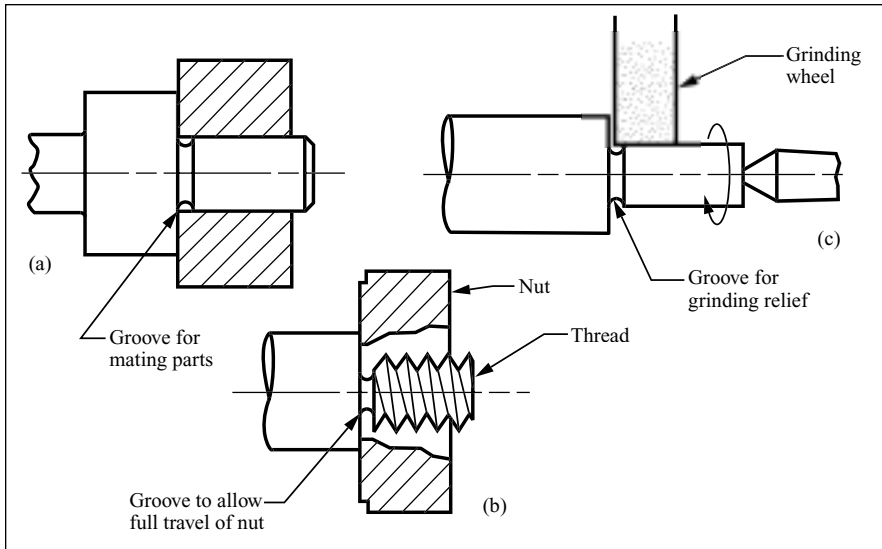 (a)
Groove for
mating parts
Grinding
wheel
(c)
Groove for
grinding relief
Nut
Thread
Groove to allow
full travel of nut
(b)